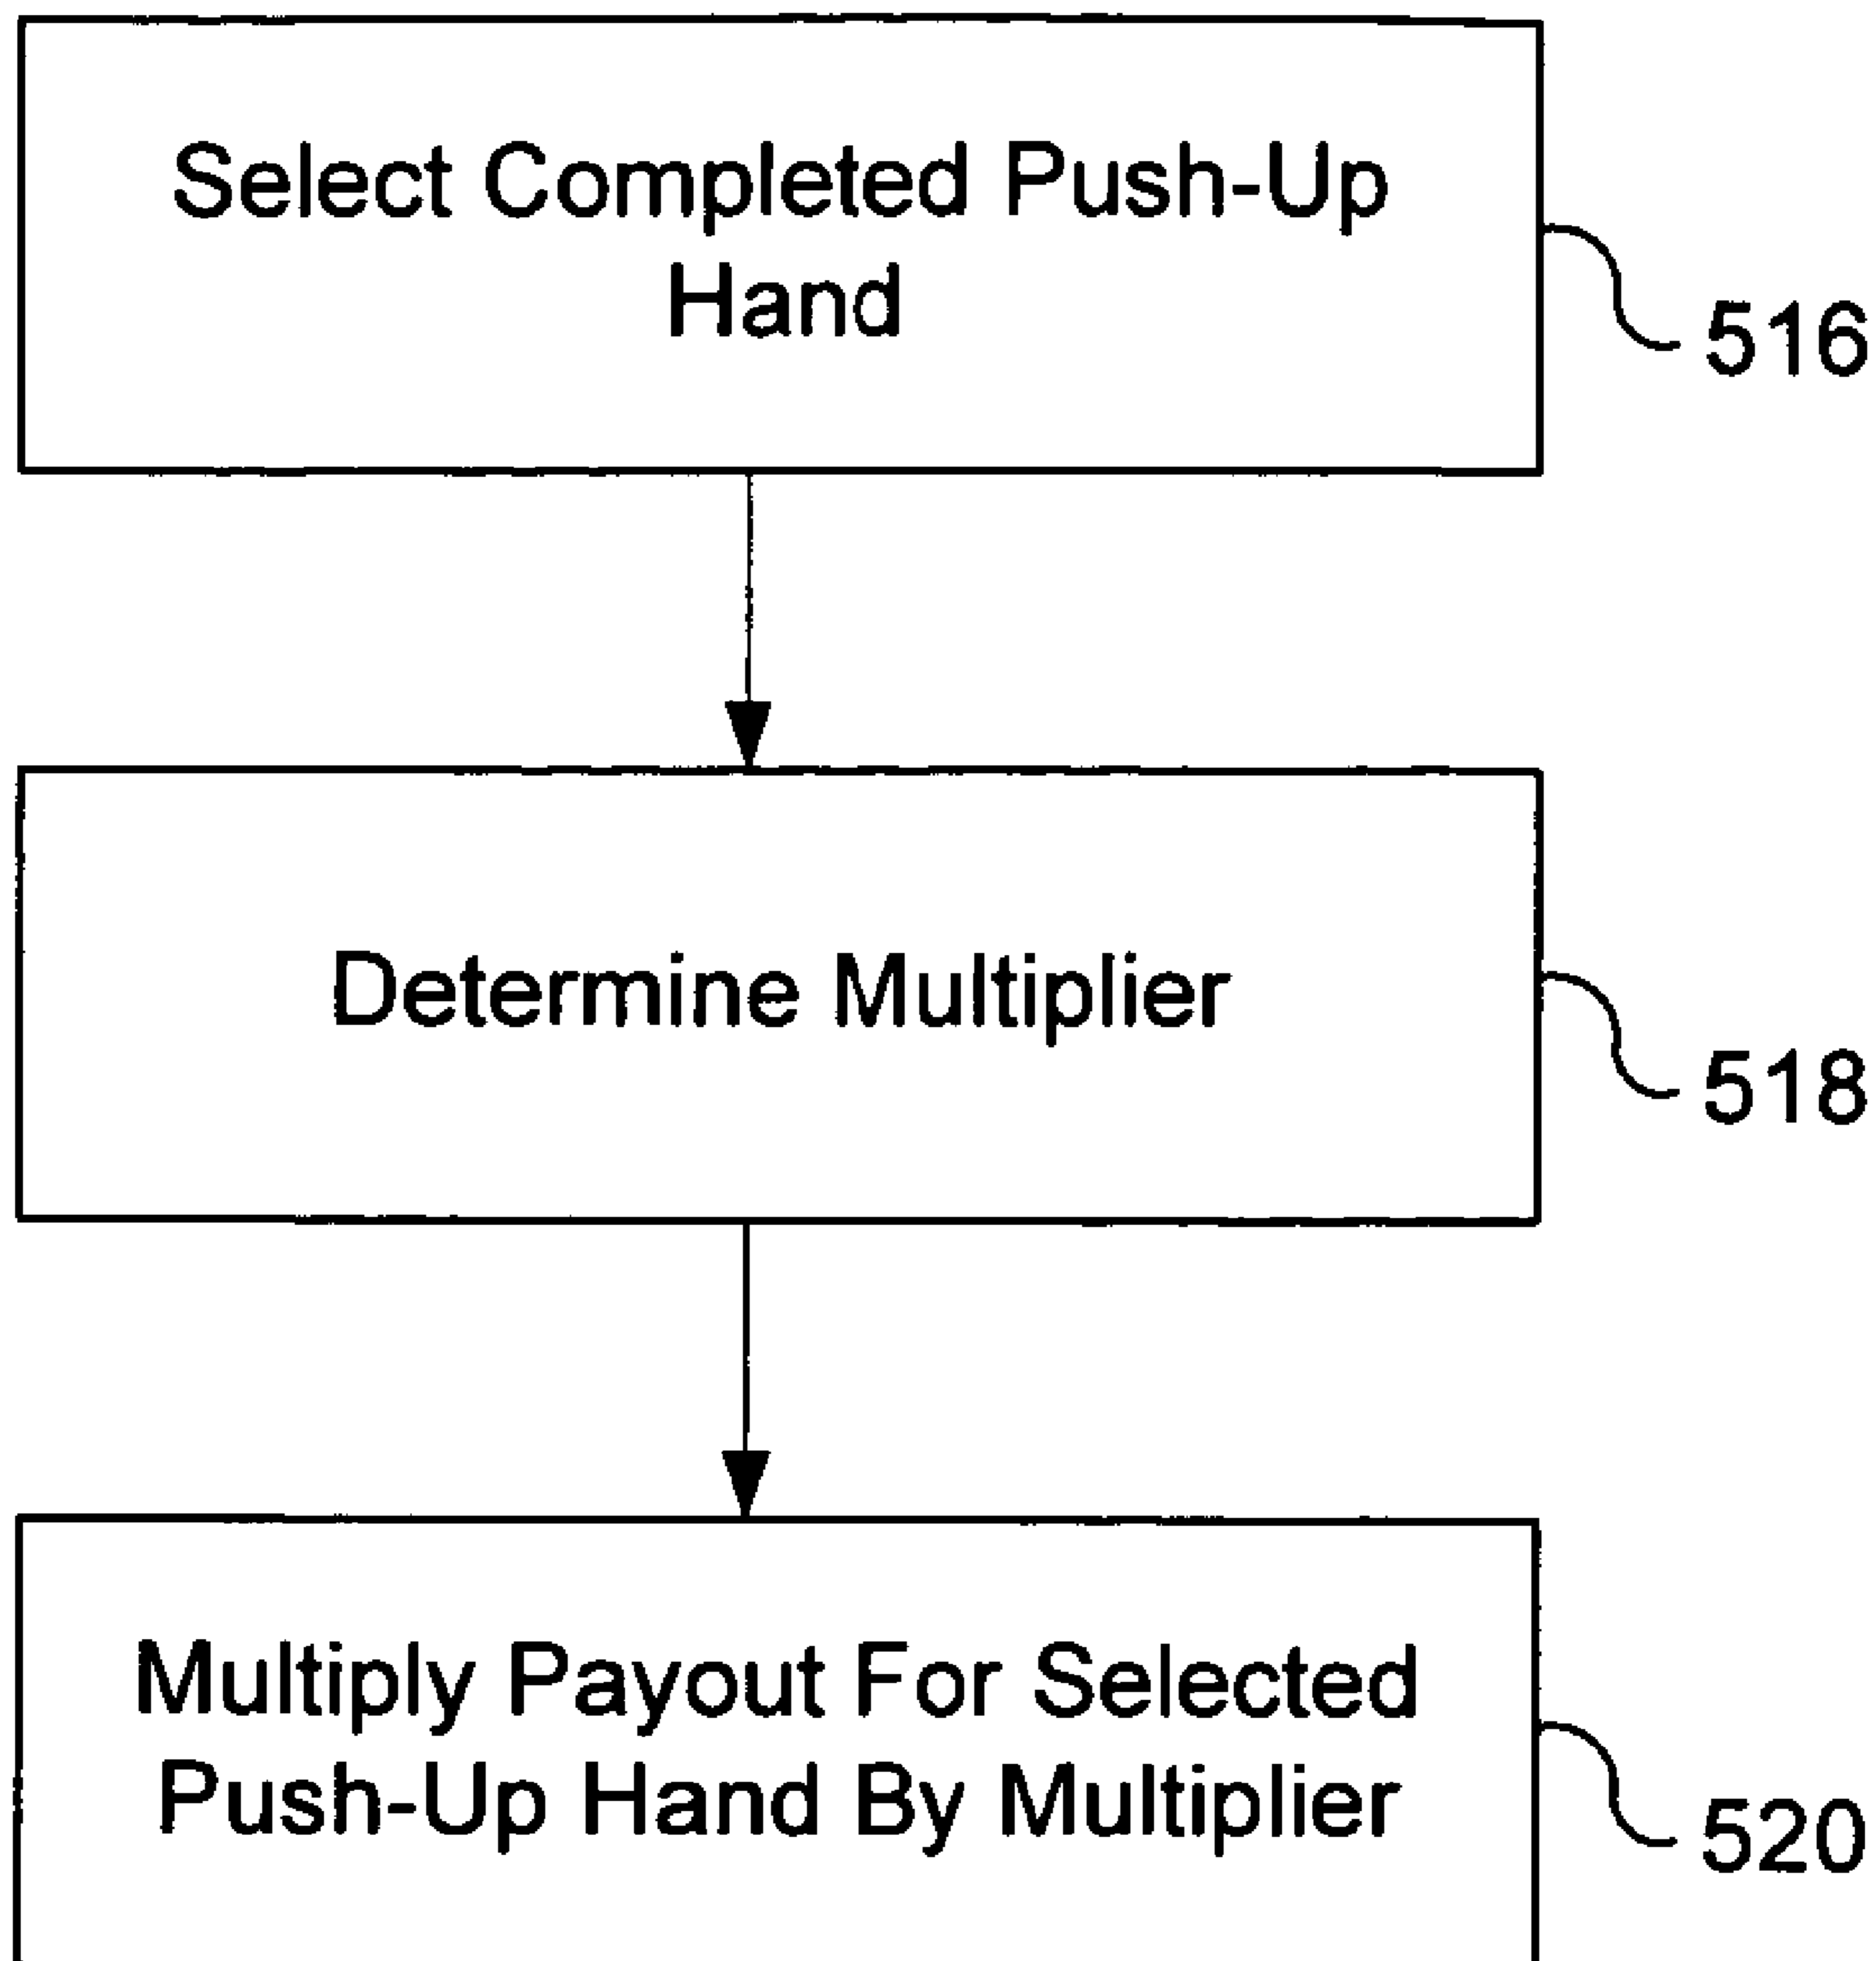 Select Completed Push-Up
Hand
516
Determine Multiplier
518
Multiply Payout For Selected
Push-Up Hand By Multiplier
520